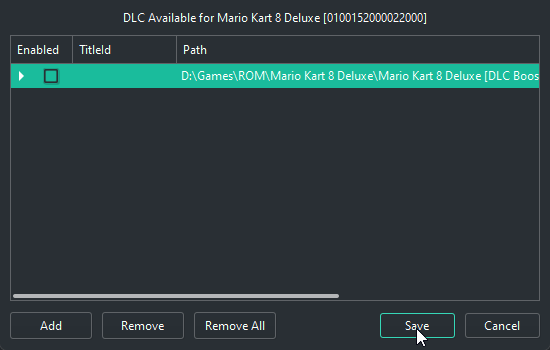 DLC Available for Mario Kart 8 Deluxe [0100152000022000]
Enabled TitleId Path
D:\Games\ROM\Mario Kart 8 Deluxe\Mario Kart 8 Deluxe [DLC Boos
Add Remove Remove All Save Cancel